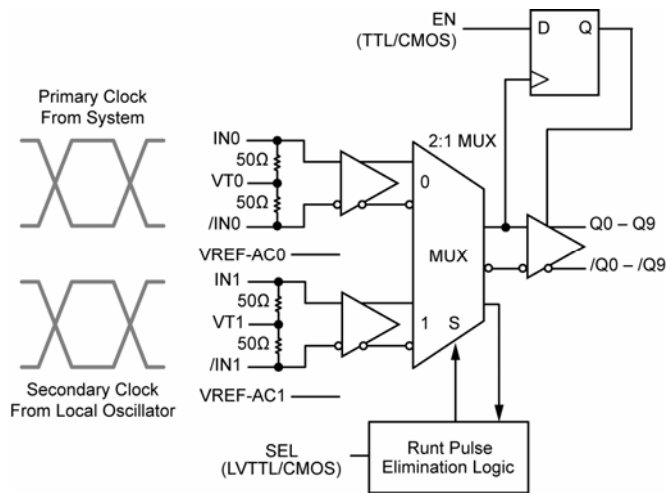 EN
(TTL/CMOS)
D
Q
Primary Clock
From System
IN0
50Ω
VT0
50Ω
/IN0
VREF-AC0
2:1 MUX
0
MUX
1
S
Q0 – Q9
/Q0 – /Q9
IN1
50Ω
VT1
50Ω
/IN1
VREF-AC1
Secondary Clock
From Local Oscillator
SEL
(LVTTL/CMOS)
Runt Pulse
Elimination Logic